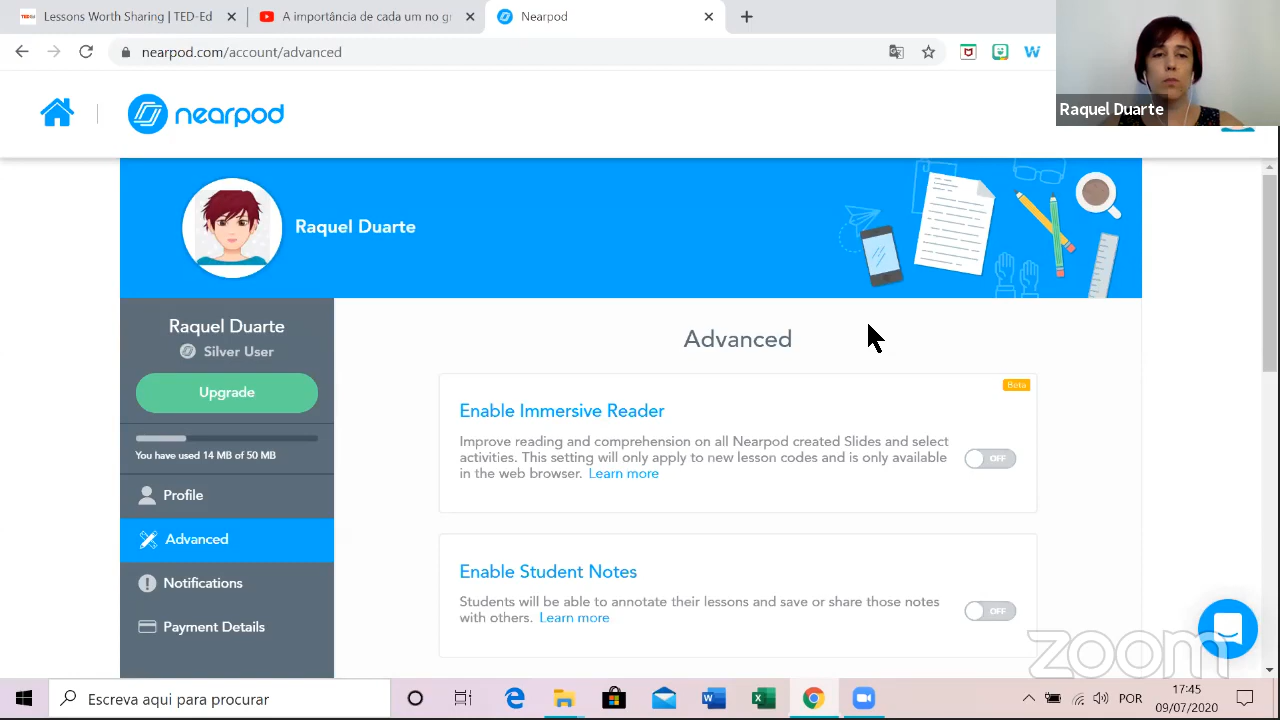 Lessons Worth Sharing | TED-Ed
A importância de cada um no gr
Nearpod
nearpod.com/account/advanced
W
Raquel Duarte
nearpod
Raquel Duarte
Raquel Duarte
Silver User
Upgrade
You have used 14 MB of 50 MB
Profile
Advanced
Notifications
Payment Details
Advanced
Beta
Enable Immersive Reader
Improve reading and comprehension on all Nearpod created Slides and select
activities. This setting will only apply to new lesson codes and is only available
in the web browser. Learn more
OFF
Enable Student Notes
Students will be able to annotate their lessons and save or share those notes
with others. Learn more
OFF
zoom
Escreva aqui para procurar
POR
17:45
09/07/2020